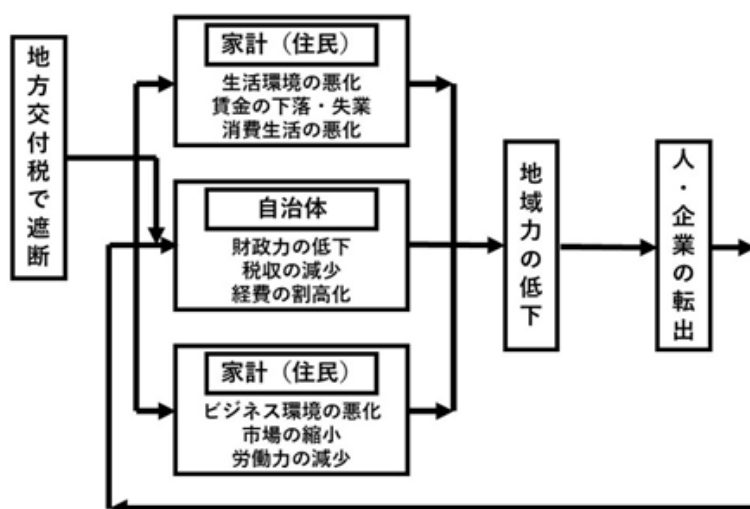 地方交付税で遮断
家計（住民）
生活環境の悪化
賃金の下落・失業
消費生活の悪化
自治体
財政力の低下
税収の減少
経費の割高化
家計（住民）
ビジネス環境の悪化
市場の縮小
労働力の減少
地域力の低下
人・企業の転出